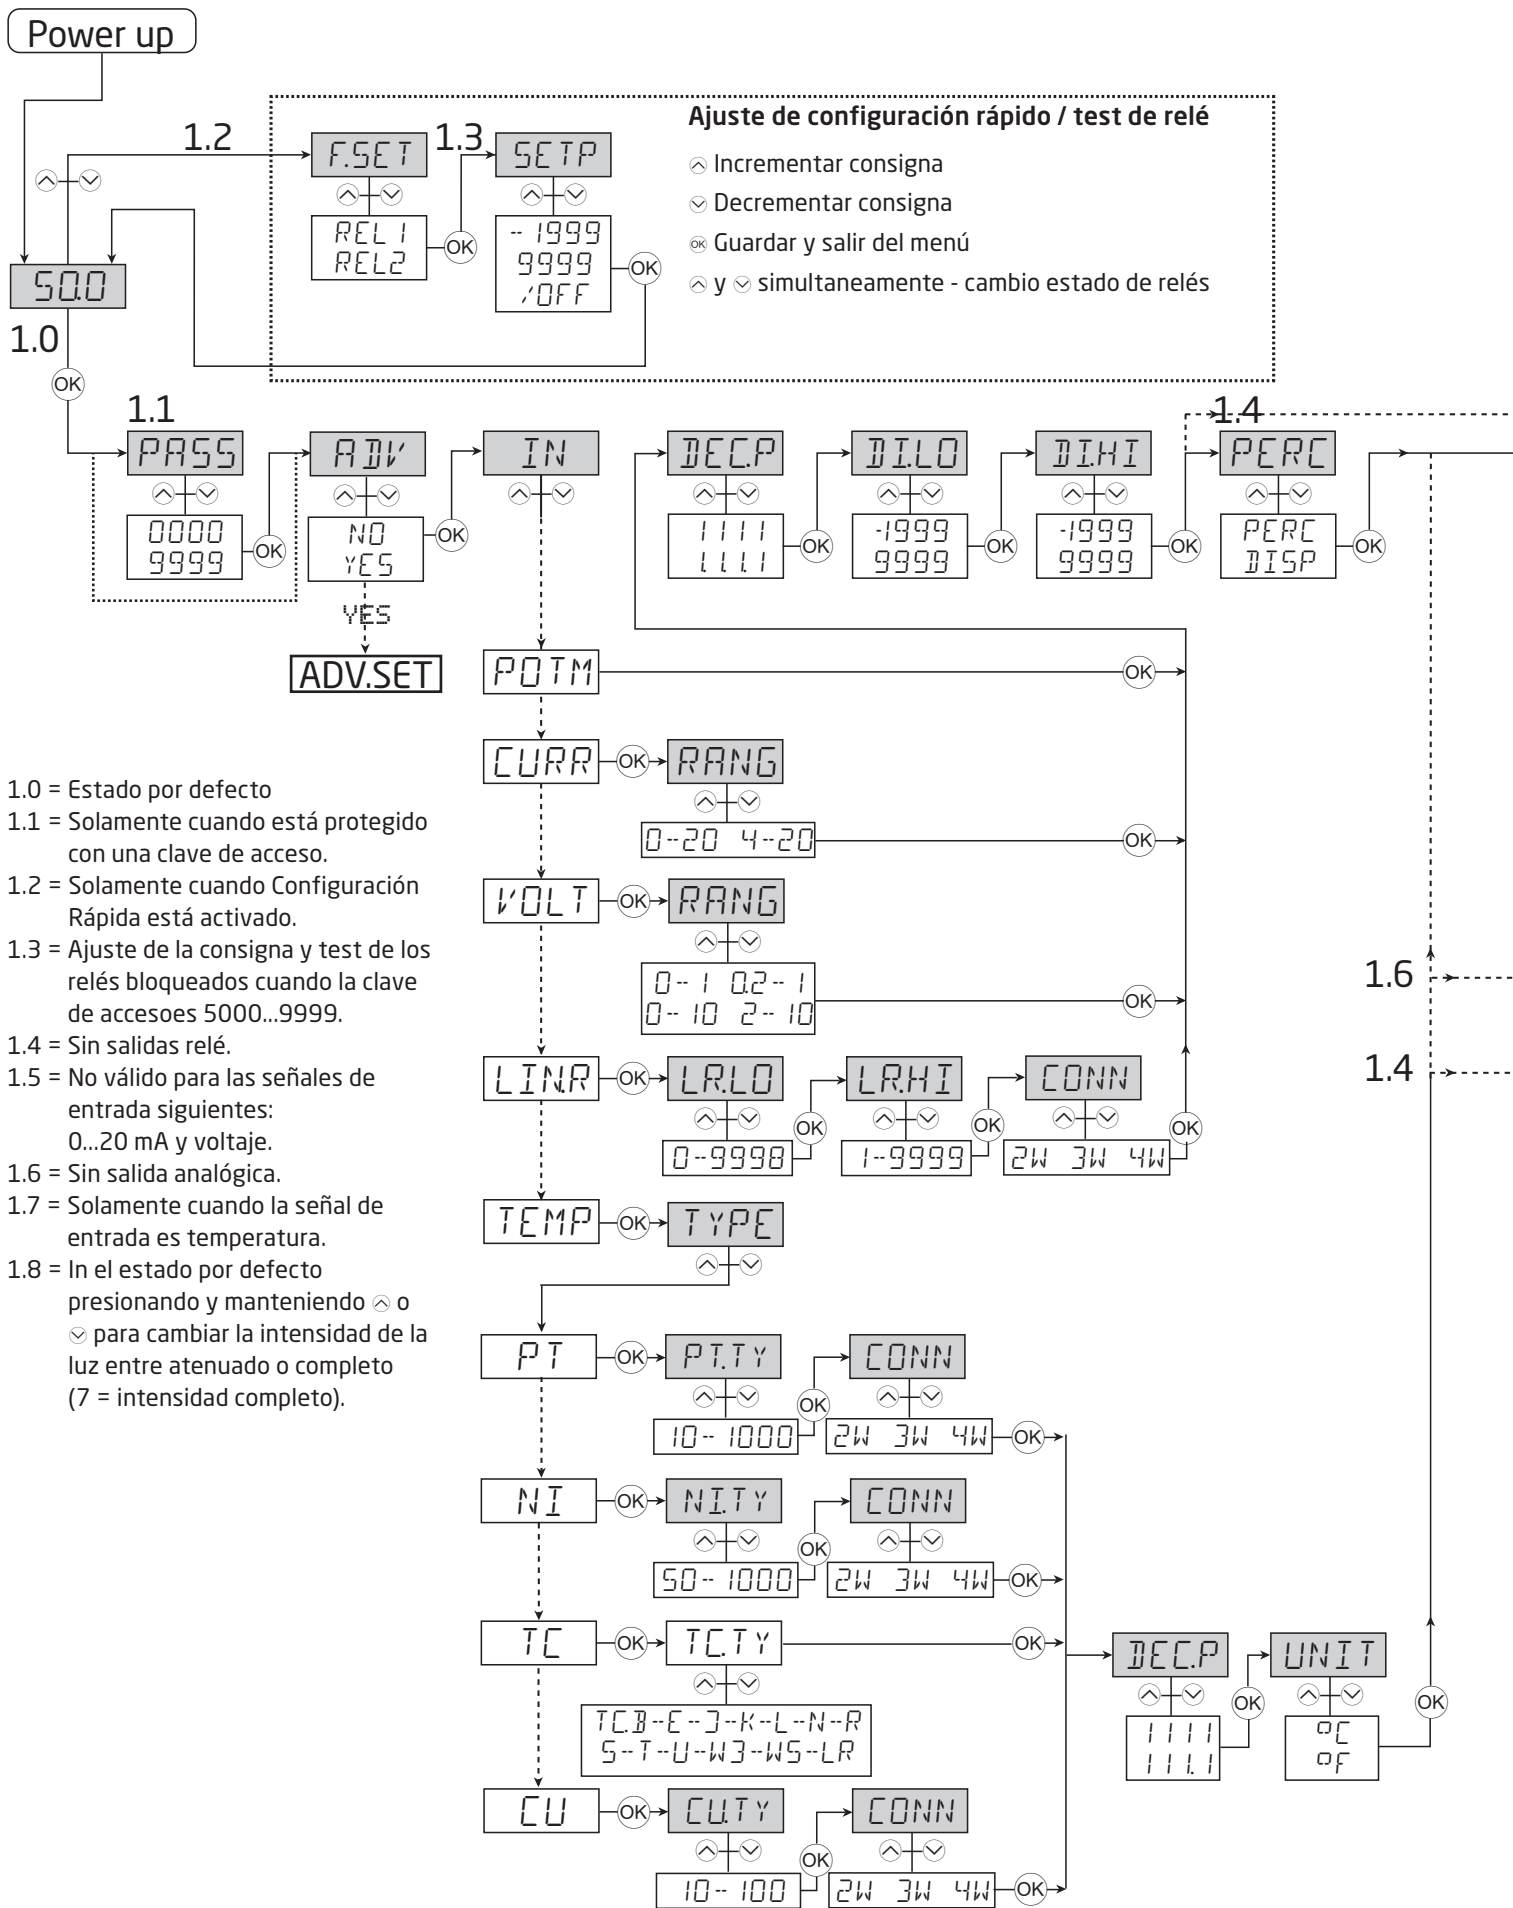 Power up
1.2
1.3
Ajuste de configuración rápido / test de relé
Incrementar consigna
Decrementar consigna
OK Guardar y salir del menú
y simultaneamente - cambio estado de relés
F.SET
SETP
REL1
REL2
OK
-1999
9999
/OFF
OK
50.0
1.0
OK
1.1
1.4
PASS
ADV
IN
DEC.P
DI.LO
DI.HI
PERC
0000
9999
OK
NO
YES
OK
1111
1.1.1.1
OK
-1999
9999
OK
-1999
9999
OK
PERC
DISP
OK
YES
ADV.SET
POTM
OK
CURR
OK
RANG
0-20 4-20
OK
VOLT
OK
RANG
0-1 0.2-1
0-10 2-10
OK
1.6
LIN.R
OK
LR.LO
LR.HI
CONN
1.4
0-9998
OK
1-9999
OK
2W 3W 4W
OK
TEMP
OK
TYPE
1.0 = Estado por defecto
1.1 = Solamente cuando está protegido
con una clave de acceso.
1.2 = Solamente cuando Configuración
Rápida está activado.
1.3 = Ajuste de la consigna y test de los
relés bloqueados cuando la clave
de accesoes 5000...9999.
1.4 = Sin salidas relé.
1.5 = No válido para las señales de
entrada siguientes:
0...20 mA y voltaje.
1.6 = Sin salida analógica.
1.7 = Solamente cuando la señal de
entrada es temperatura.
1.8 = In el estado por defecto
presionando y manteniendo o
para cambiar la intensidad de la
luz entre atenuado o completo
(7 = intensidad completo).
PT
OK
PT.TY
CONN
10-1000
OK
2W 3W 4W
OK
NI
OK
NI.TY
CONN
50-1000
OK
2W 3W 4W
OK
TC
OK
TC.TY
OK
TC.B-E-J-K-L-N-R
S-T-U-W3-W5-LR
DEC.P
UNIT
1111
111.1
OK
°C
°F
OK
CU
OK
CU.TY
CONN
10-100
OK
2W 3W 4W
OK